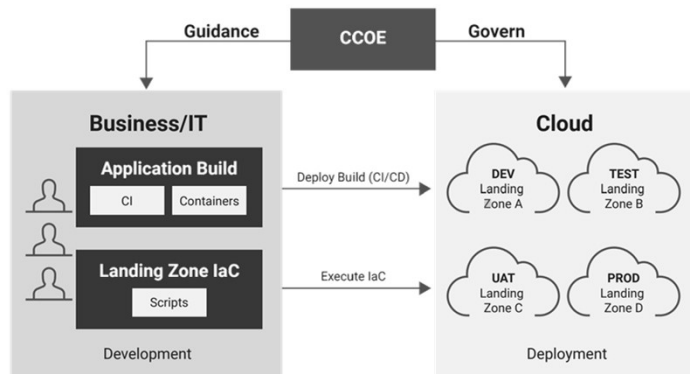 Guidance
CCOE
Govern
Business/IT
Application Build
CI
Containers
Landing Zone IaC
Scripts
Development
Deploy Build (CI/CD)
Execute IaC
Cloud
DEV
Landing
Zone A
TEST
Landing
Zone B
UAT
Landing
Zone C
PROD
Landing
Zone D
Deployment